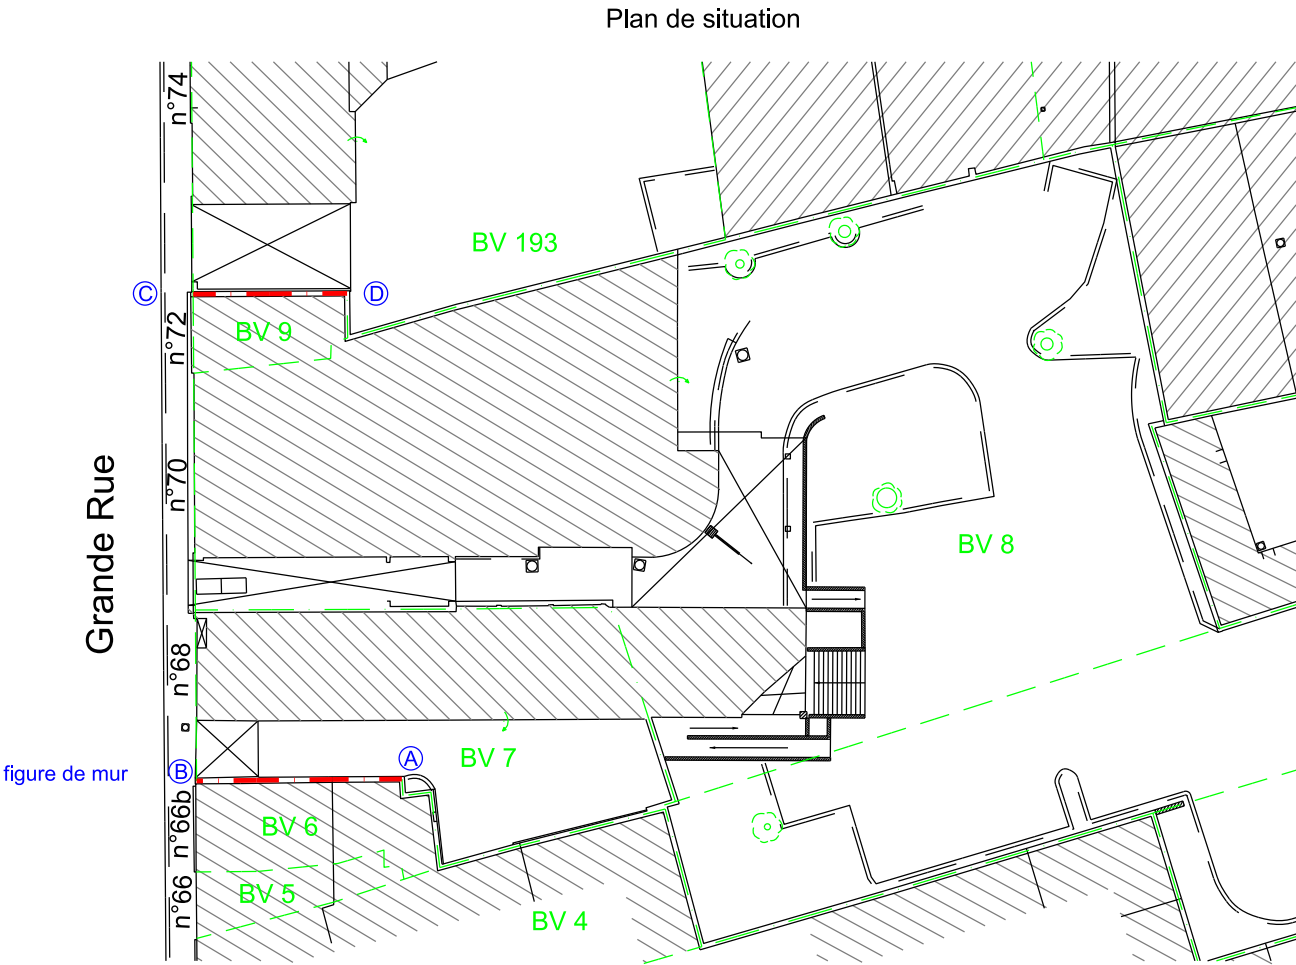 Plan de situation
n°74
BV 193
C
D
BV 9
n°72
n°70
Grande Rue
BV 8
n°68
BV 7
A
B
figure de mur
n°66b
BV 6
n°66
BV 5
BV 4